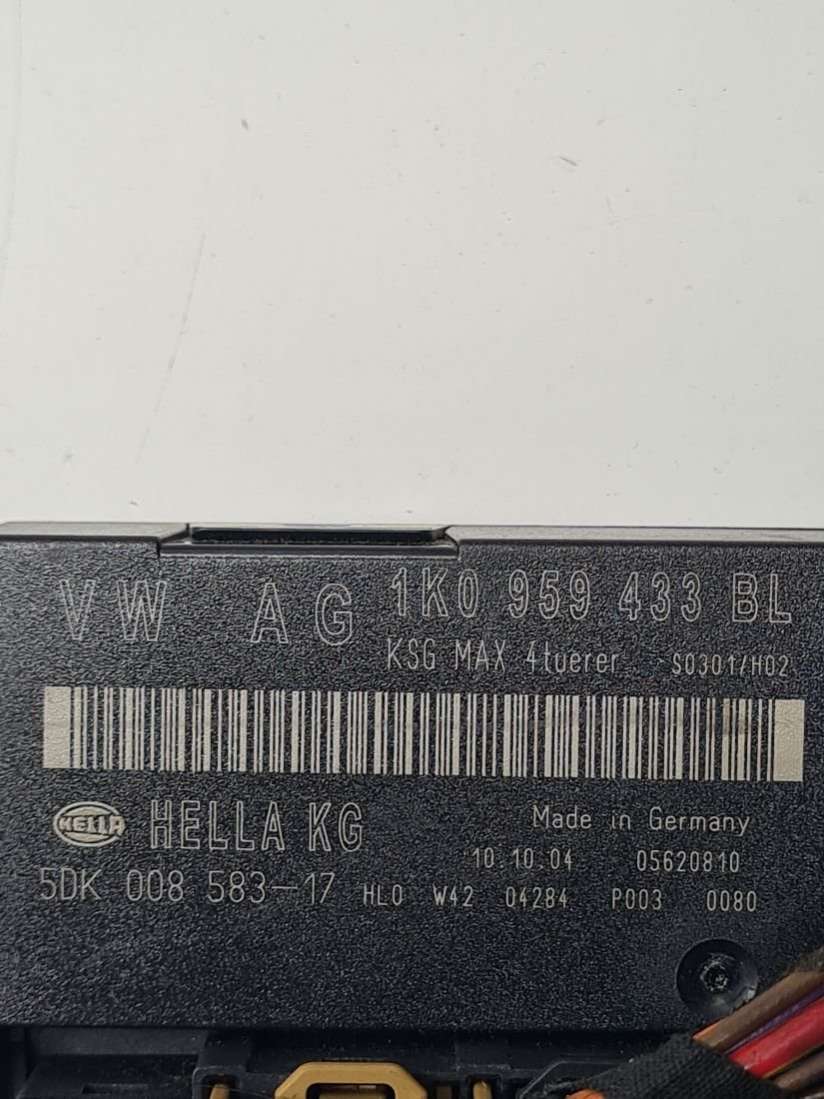 VW AG 1K0 959 433 BL
KSG MAX 4tuerer S0301/H02
HELLA HELLA KG Made in Germany
10.10.04 05620810
5DK 008 583-17 HL0 W42 04284 P003 0080